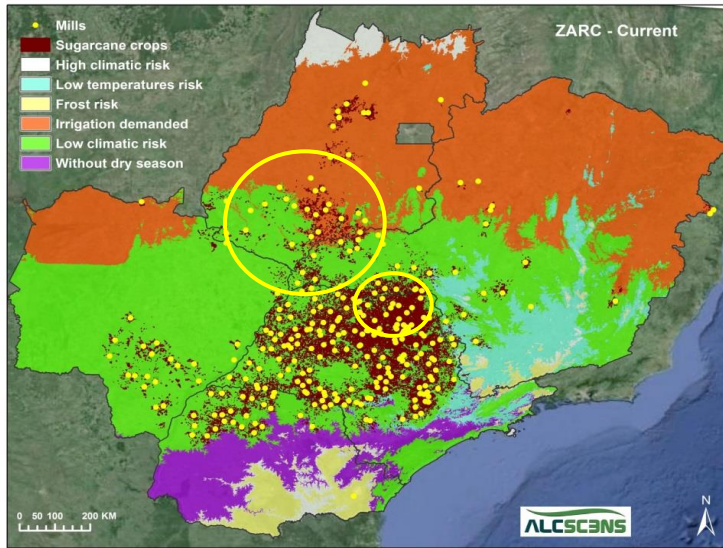 ZARC - Current
Mills
Sugarcane crops
High climatic risk
Low temperatures risk
Frost risk
Irrigation demanded
Low climatic risk
Without dry season
0 50 100 200 KM
ALCSCENS
N